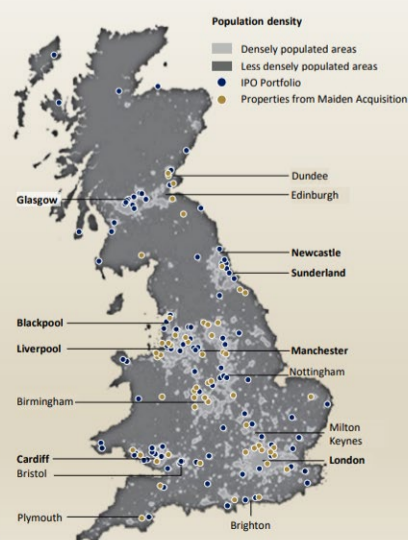 Population density
Densely populated areas
Less densely populated areas
IPO Portfolio
Properties from Maiden Acquisition
Dundee
Edinburgh
Glasgow
Newcastle
Sunderland
Blackpool
Liverpool
Manchester
Nottingham
Birmingham
Milton
Keynes
Cardiff
London
Bristol
Plymouth
Brighton